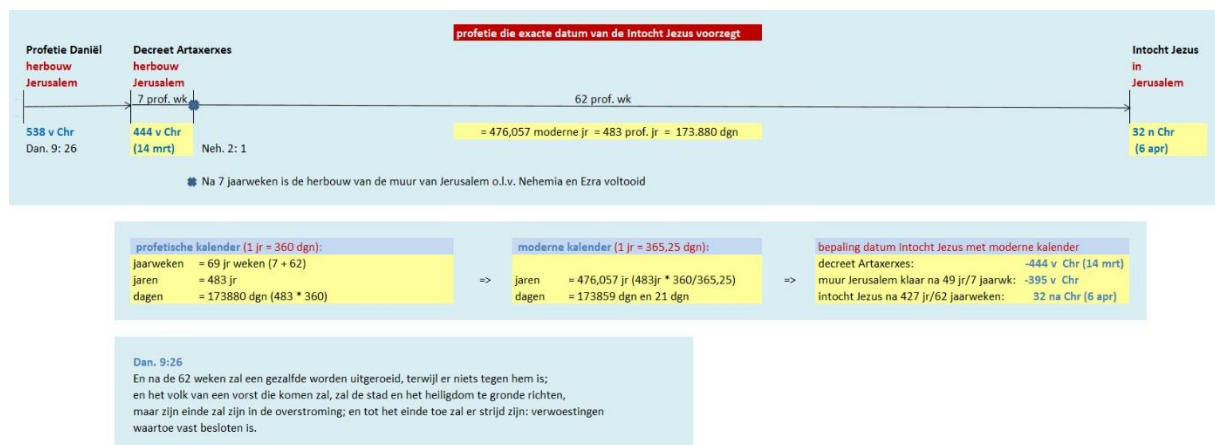 profetie die exacte datum van de Intocht Jezus voorzegt
Profetie Daniël
herbouw
Jerusalem
Decreet Artaxerxes
herbouw
Jerusalem
Intocht Jezus
in
Jerusalem
7 prof. wk
62 prof. wk
538 v Chr
Dan. 9: 26
444 v Chr
(14 mrt)
Neh. 2: 1
= 476,057 moderne jr = 483 prof. jr = 173.880 dgn
32 n Chr
(6 apr)
Na 7 jaarweken is de herbouw van de muur van Jerusalem o.l.v. Nehemia en Ezra voltooid
profetische kalender (1 jr = 360 dgn):
jaarweken = 69 jr weken (7 + 62)
jaren = 483 jr
dagen = 173880 dgn (483 * 360)
=>
moderne kalender (1 jr = 365,25 dgn):
jaren = 476,057 jr (483jr * 360/365,25)
dagen = 173859 dgn en 21 dgn
=>
bepaling datum Intocht Jezus met moderne kalender
decreet Artaxerxes: -444 v Chr (14 mrt)
muur Jerusalem klaar na 49 jr/7 jaarwk: -395 v Chr
intocht Jezus na 427 jr/62 jaarweken: 32 na Chr (6 apr)
Dan. 9:26
En na de 62 weken zal een gezalfde worden uitgeroeid, terwijl er niets tegen hem is;
en het volk van een vorst die komen zal, zal de stad en het heiligdom te gronde richten,
maar zijn einde zal zijn in de overstroming; en tot het einde toe zal er strijd zijn: verwoestingen
waartoe vast besloten is.